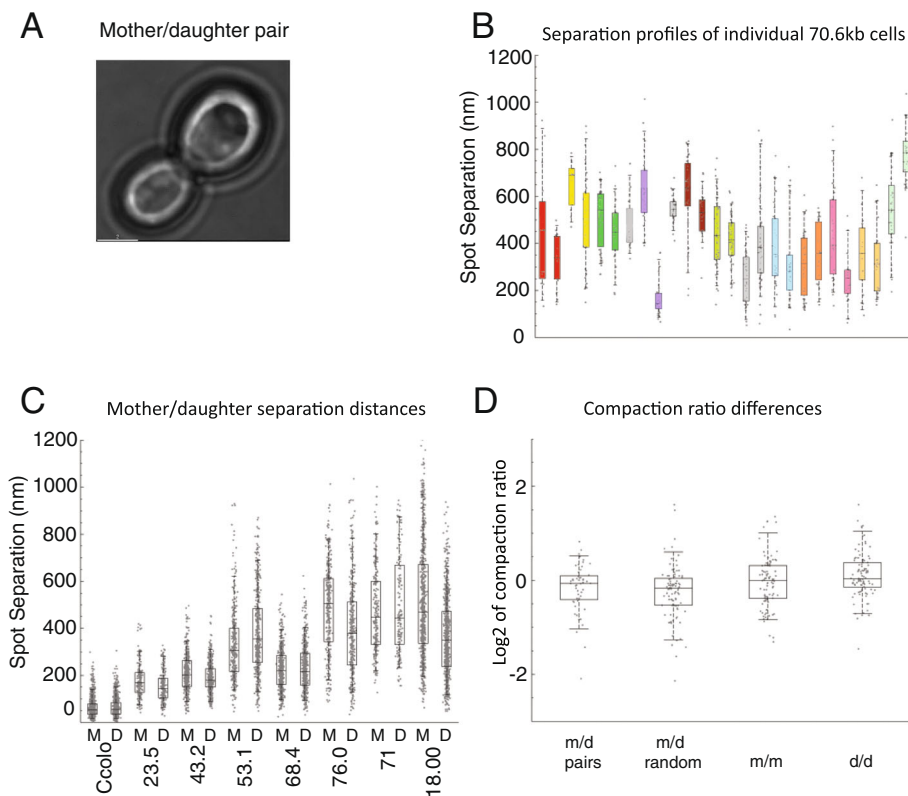 A
Mother/daughter pair
B
Separation profiles of individual 70.6kb cells
Spot Separation (nm)
1200
1000
800
600
400
200
0
C
Mother/daughter separation distances
Spot Separation (nm)
1200
1000
800
600
400
200
0
M D M D M D M D M D M D M D M D
Ccolo 23.5 43.2 53.1 68.4 76.0 71 18.00
D
Compaction ratio differences
Log2 of compaction ratio
2
0
-2
m/d pairs
m/d random
m/m
d/d